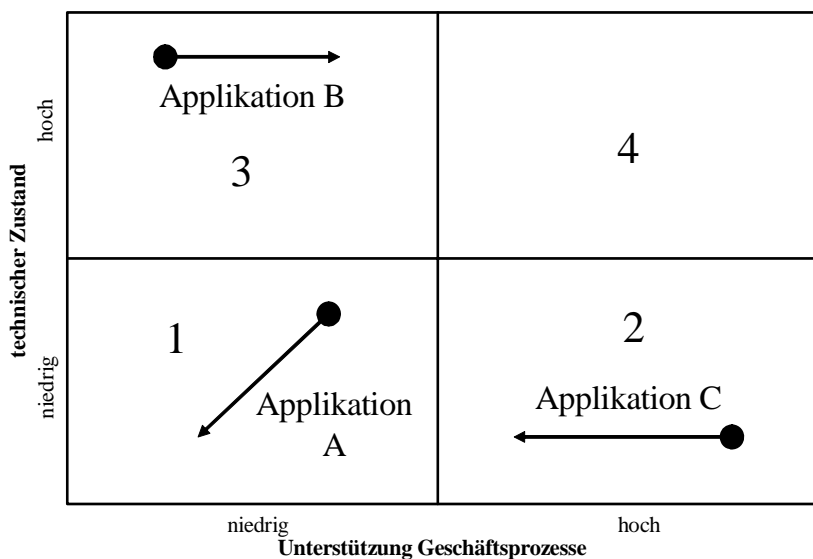 hoch
technischer Zustand
niedrig
Applikation B
3
4
1
Applikation
A
2
Applikation C
niedrig
hoch
Unterstützung Geschäftsprozesse